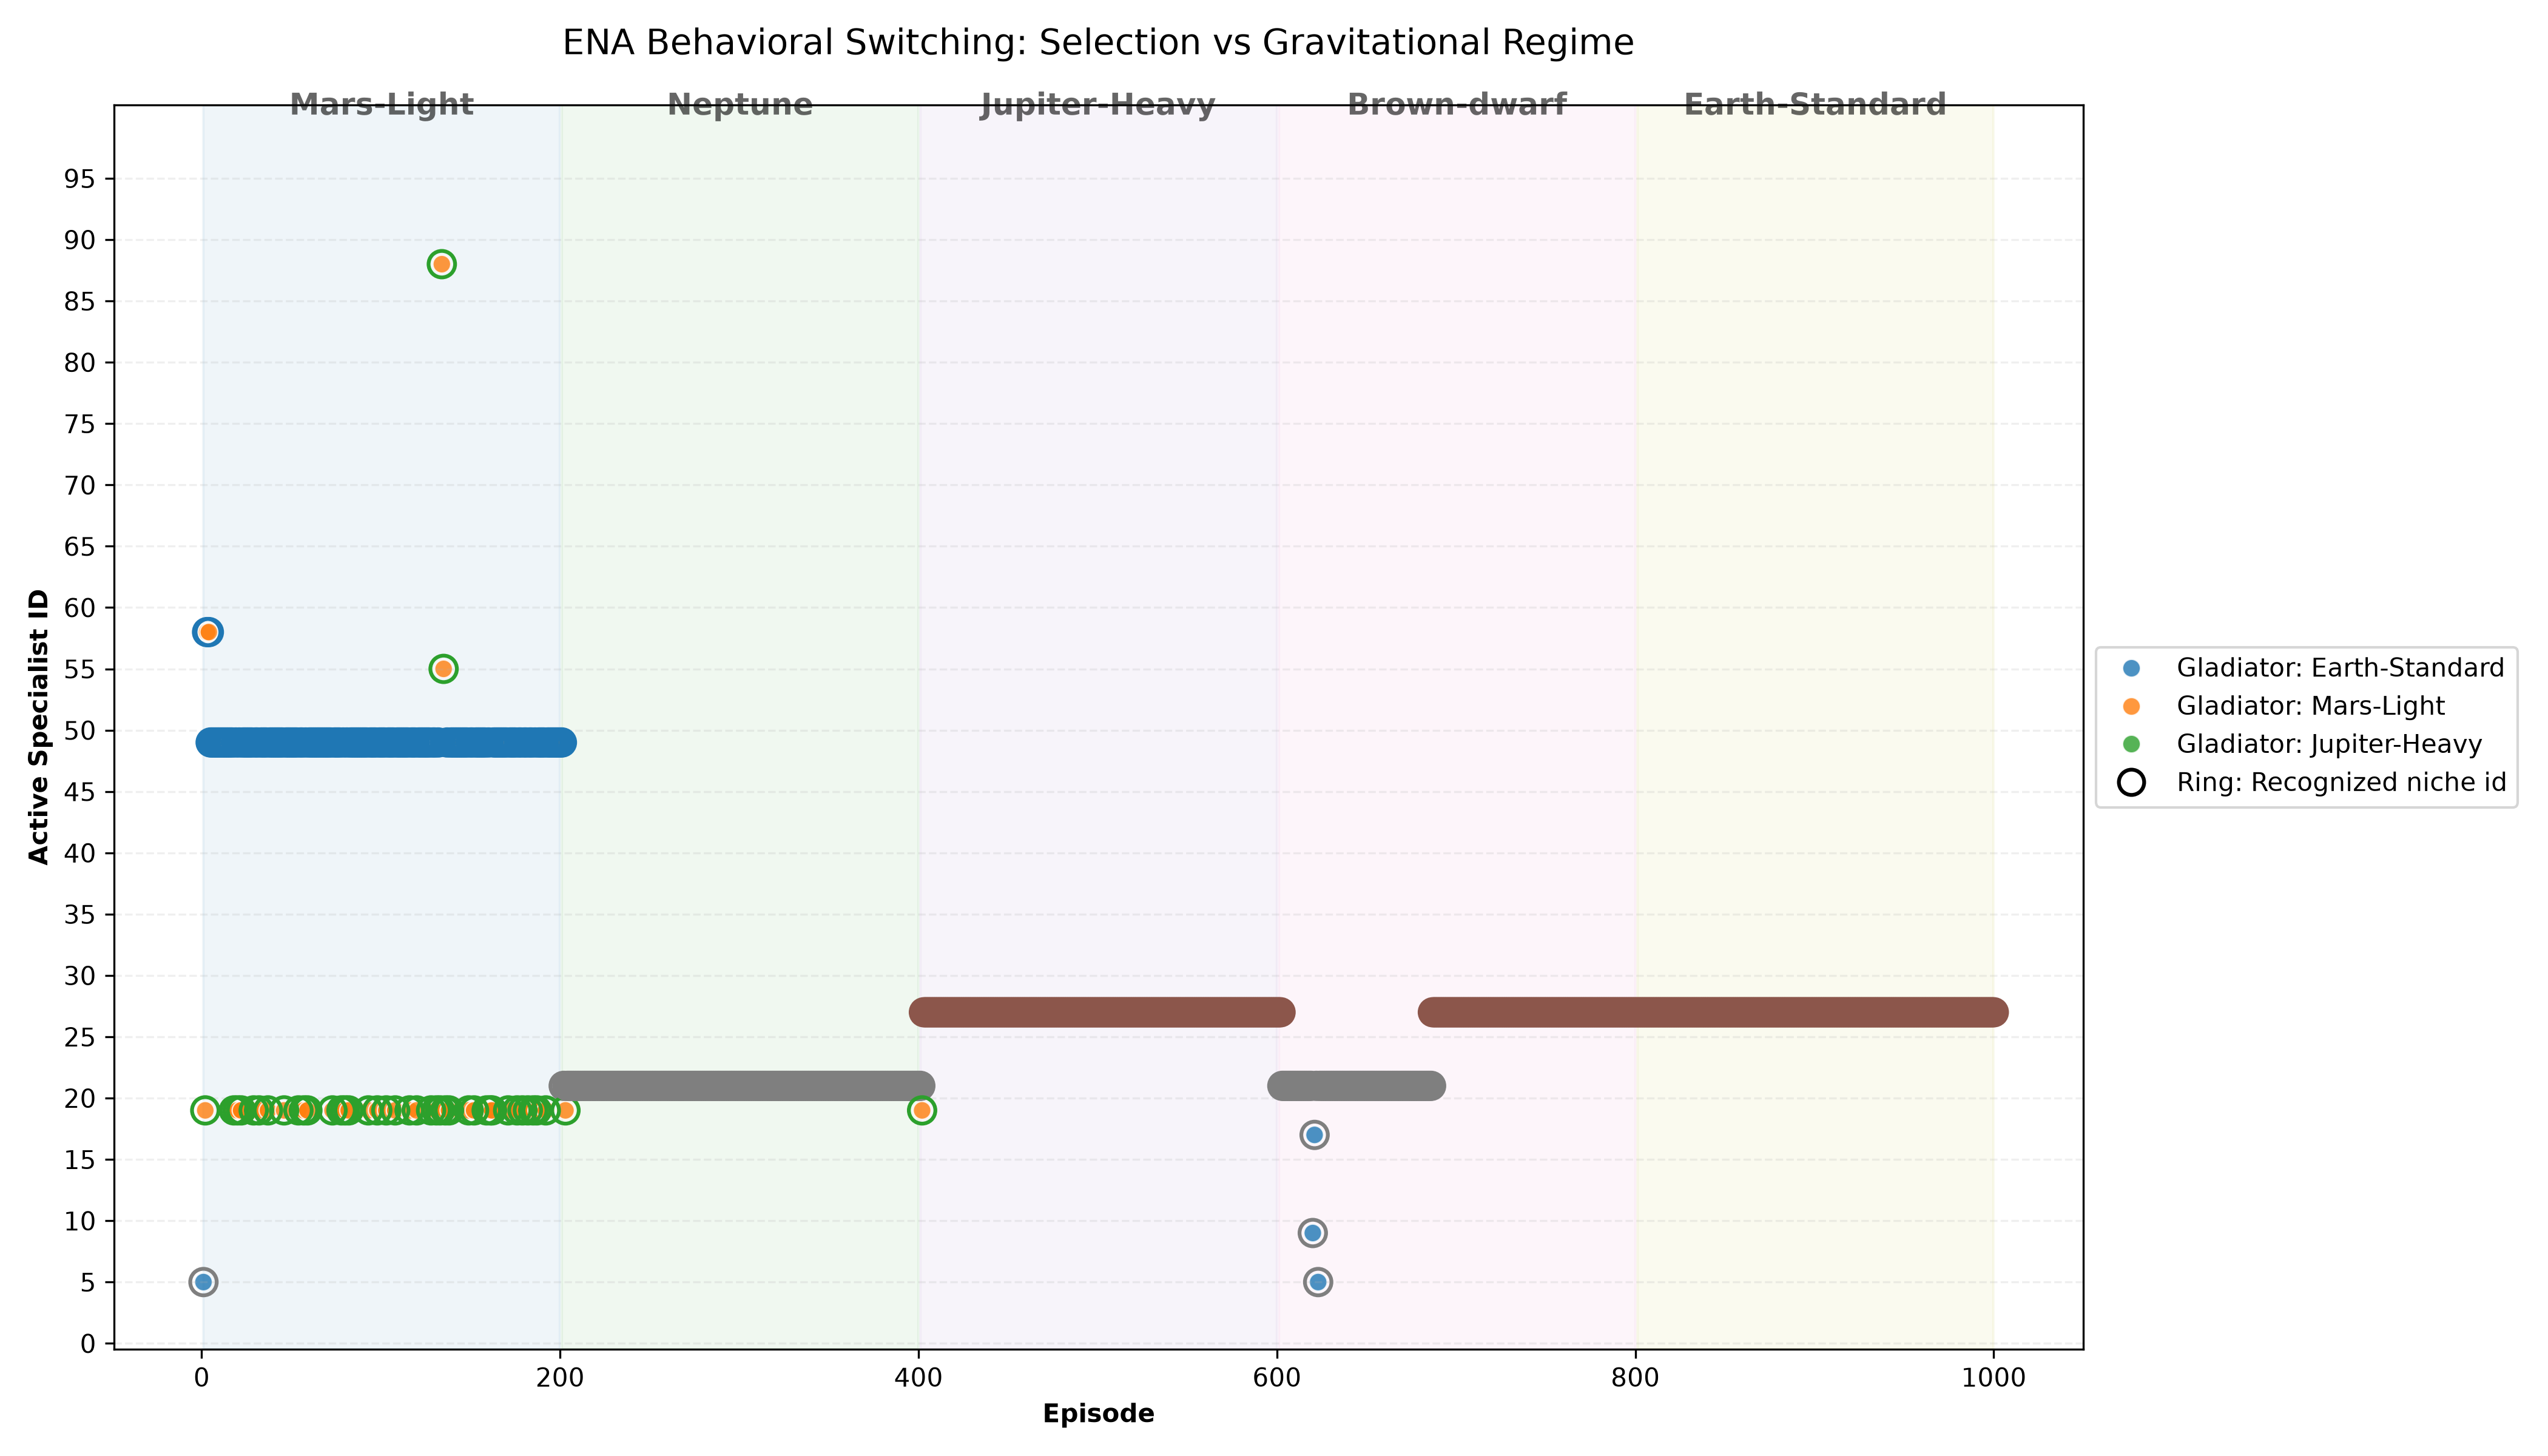 ENA Behavioral Switching: Selection vs Gravitational Regime
Mars-Light
Neptune
Jupiter-Heavy
Brown-dwarf
Earth-Standard
Active Specialist ID
95
90
85
80
75
70
65
60
55
50
45
40
35
30
25
20
15
10
5
0
0
200
400
600
800
1000
Episode
Gladiator: Earth-Standard
Gladiator: Mars-Light
Gladiator: Jupiter-Heavy
Ring: Recognized niche id